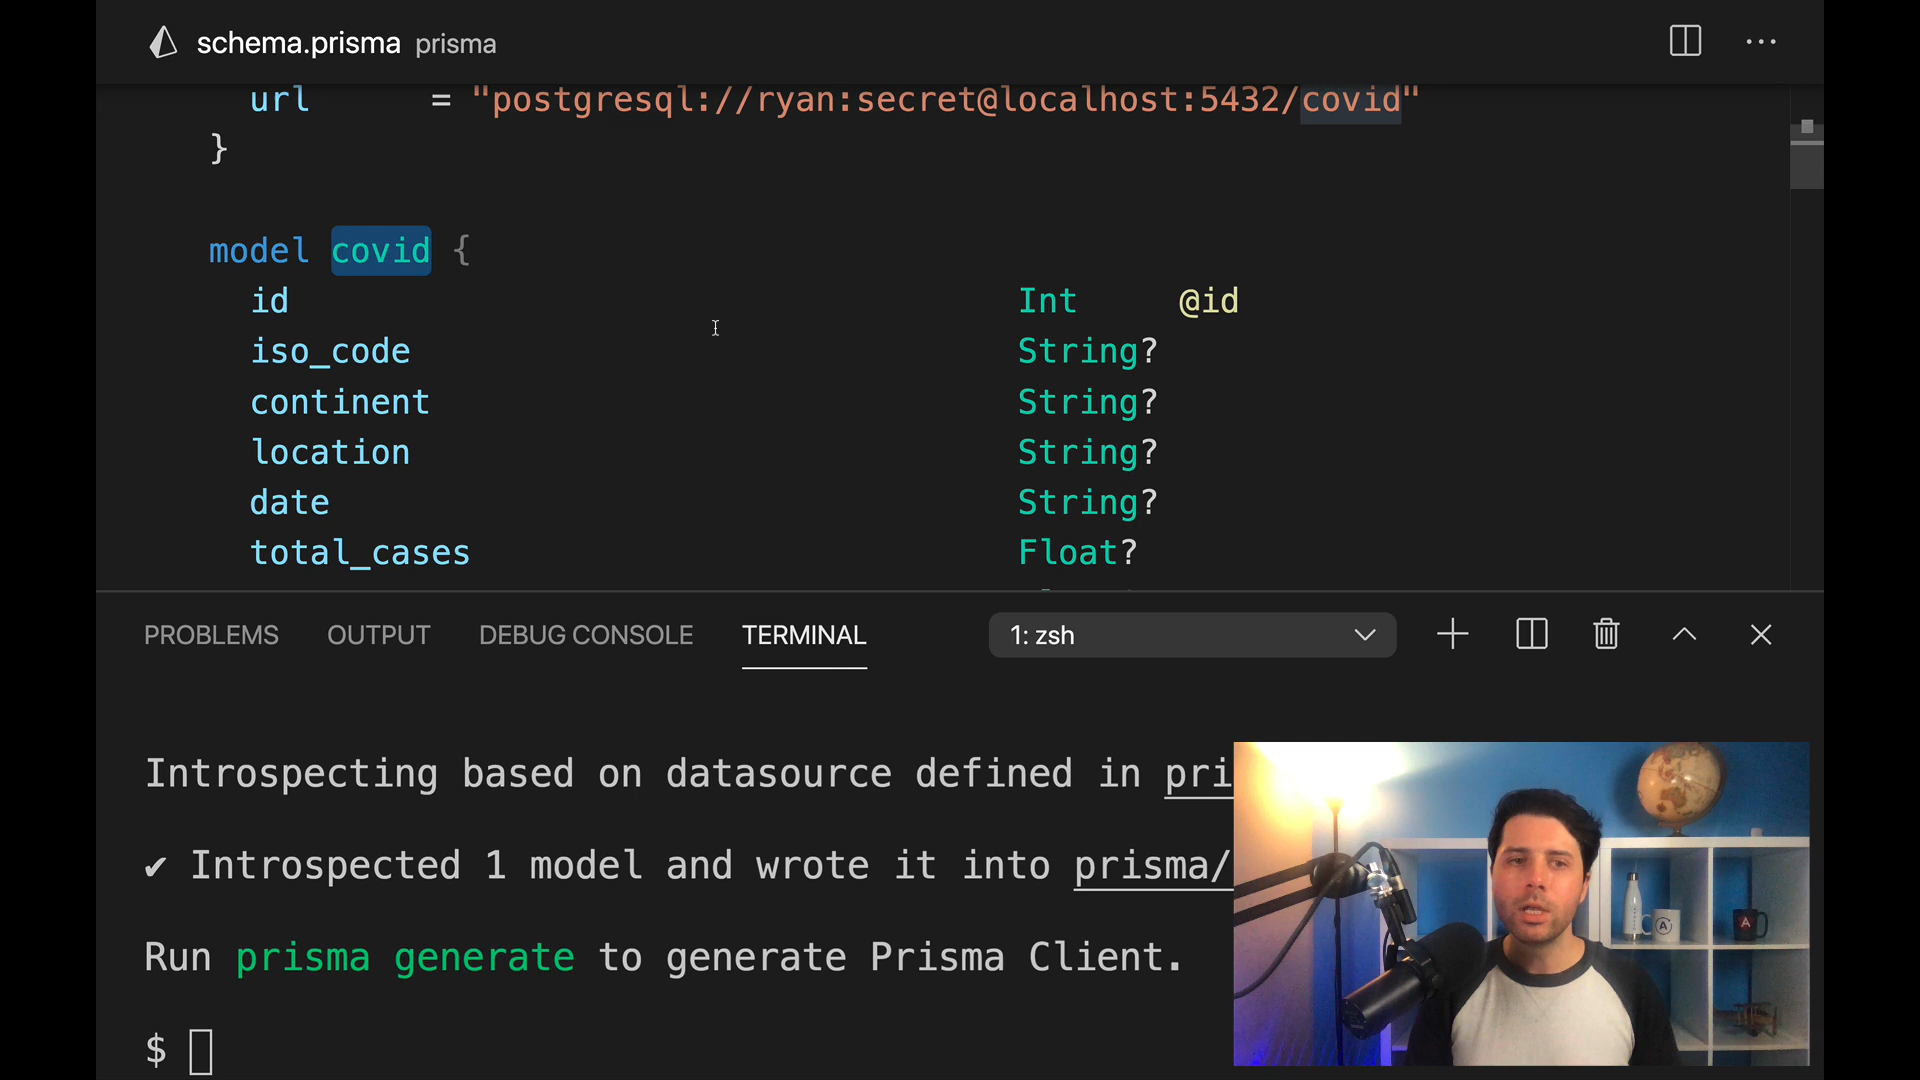 schema.prisma prisma
url = "postgresql://ryan:secret@localhost:5432/covid"
}
model covid {
id Int @id
iso_code String?
continent String?
location String?
date String?
total_cases Float?
PROBLEMS OUTPUT DEBUG CONSOLE TERMINAL 1: zsh
Introspecting based on datasource defined in pri
✔ Introspected 1 model and wrote it into prisma/
Run prisma generate to generate Prisma Client.
$